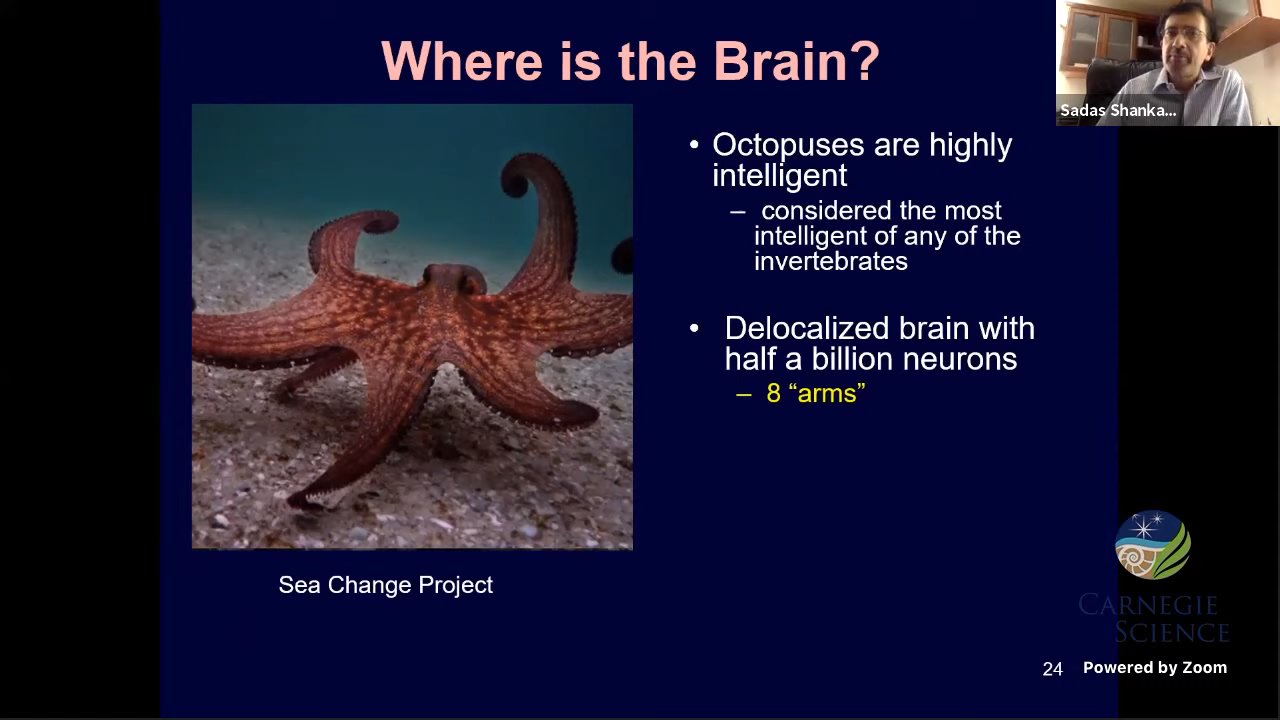 Where is the Brain?
Sadas Shanka...
• Octopuses are highly
intelligent
– considered the most
intelligent of any of the
invertebrates
• Delocalized brain with
half a billion neurons
– 8 “arms”
Sea Change Project
CARNEGIE
SCIENCE
24
Powered by Zoom